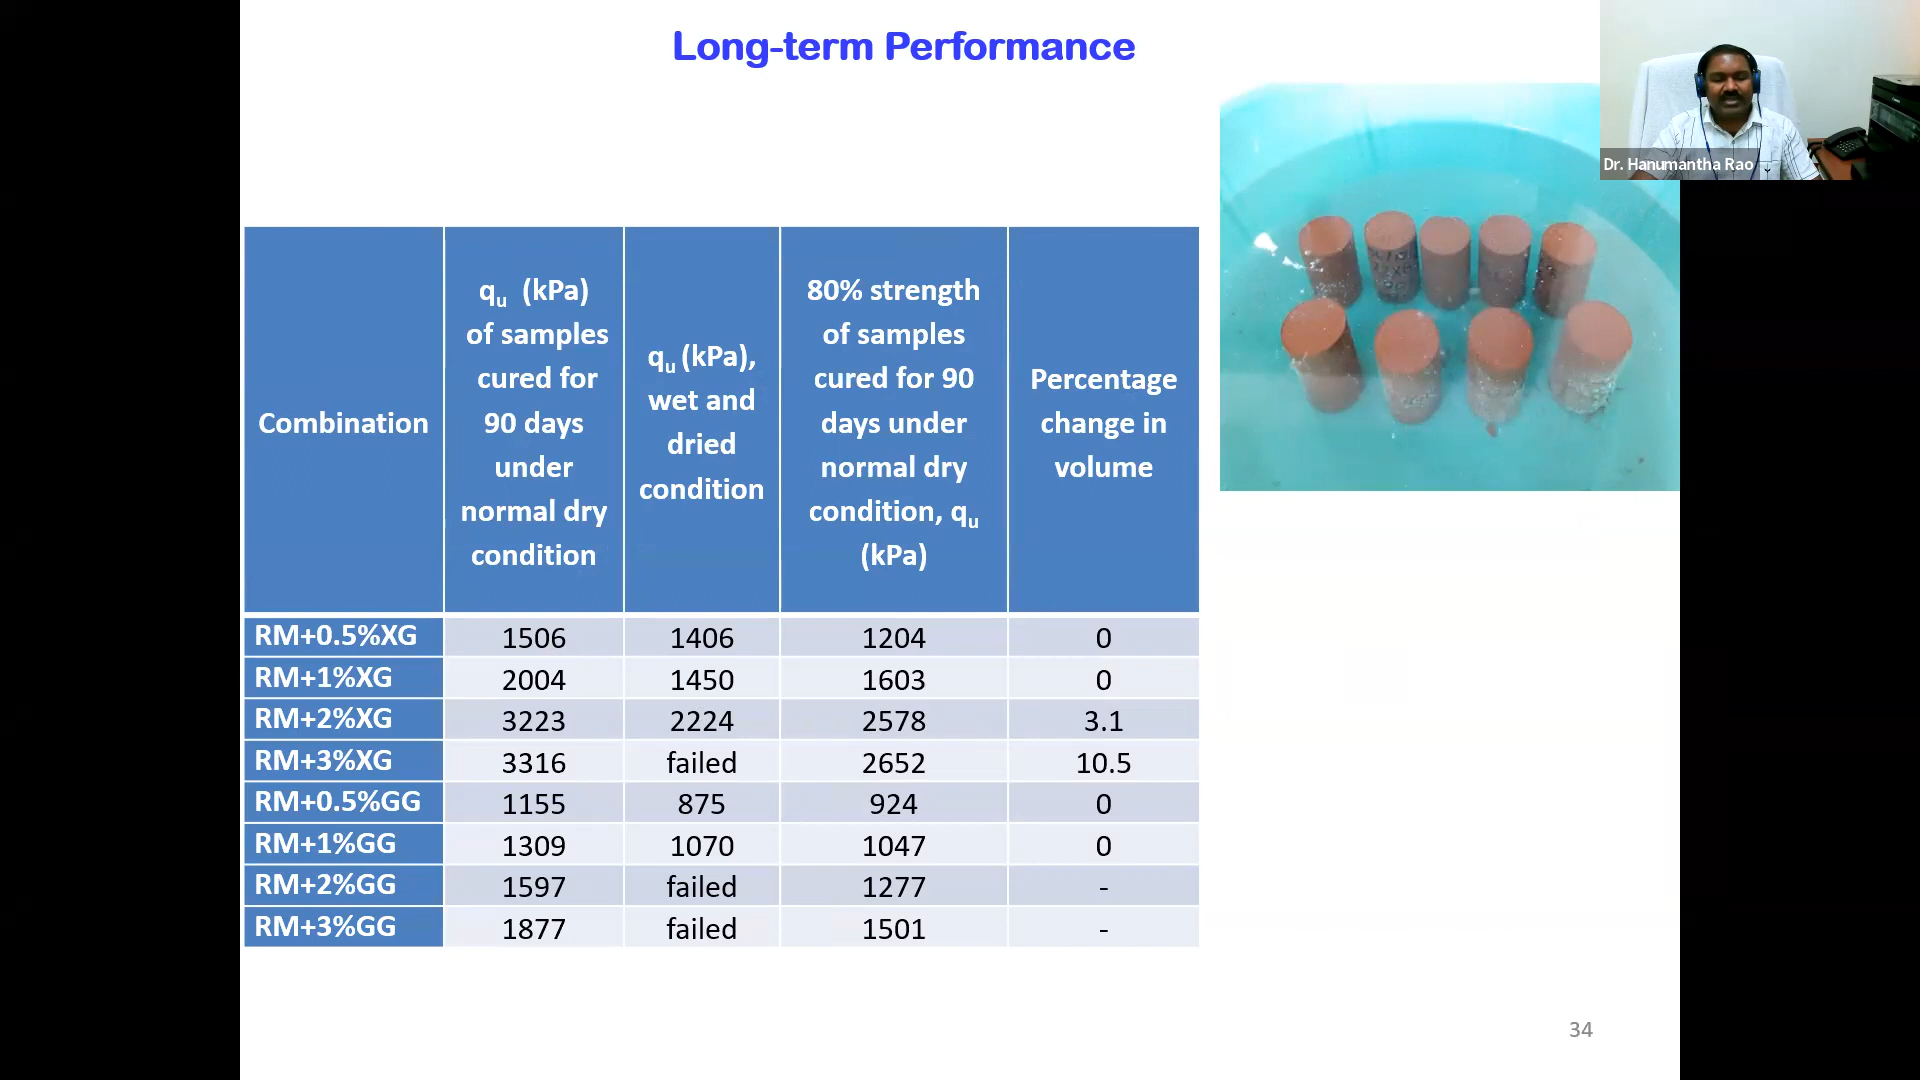 Long-term Performance
Dr. Hanumantha Rao
Combination
qu (kPa)
of samples
cured for
90 days
under
normal dry
condition
qu (kPa),
wet and
dried
condition
80% strength
of samples
cured for 90
days under
normal dry
condition, qu
(kPa)
Percentage
change in
volume
RM+0.5%XG 1506 1406 1204 0
RM+1%XG 2004 1450 1603 0
RM+2%XG 3223 2224 2578 3.1
RM+3%XG 3316 failed 2652 10.5
RM+0.5%GG 1155 875 924 0
RM+1%GG 1309 1070 1047 0
RM+2%GG 1597 failed 1277 -
RM+3%GG 1877 failed 1501 -
34